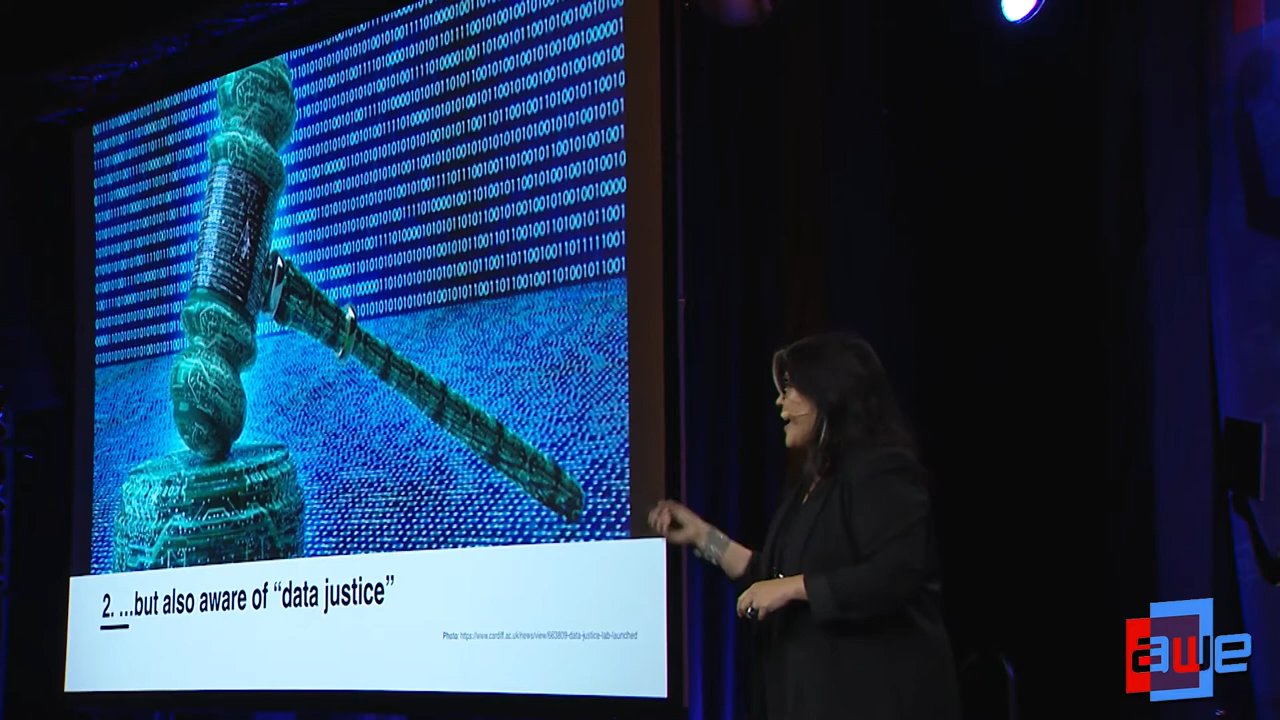 2. ...but also aware of “data justice”
Photo: https://www.cardiff.ac.uk/news/view/663809-data-justice-lab-launched
awe